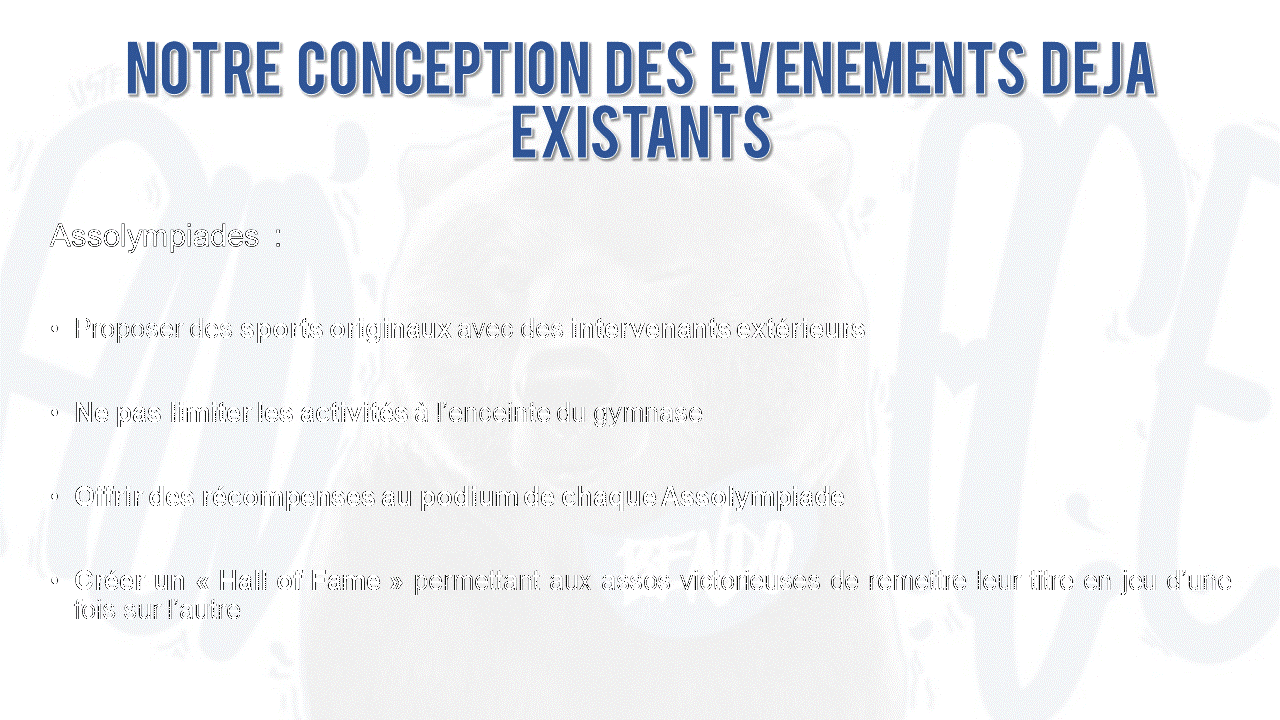 NOTRE CONCEPTION DES EVENEMENTS DEJA
EXISTANTS
Assolympiades :
• Proposer des sports originaux avec des intervenants extérieurs
• Ne pas limiter les activités à l'enceinte du gymnase
• Offrir des récompenses au podium de chaque Assolympiade
• Créer un « Hall of Fame » permettant aux assos victorieuses de remettre leur titre en jeu d'une
fois sur l'autre